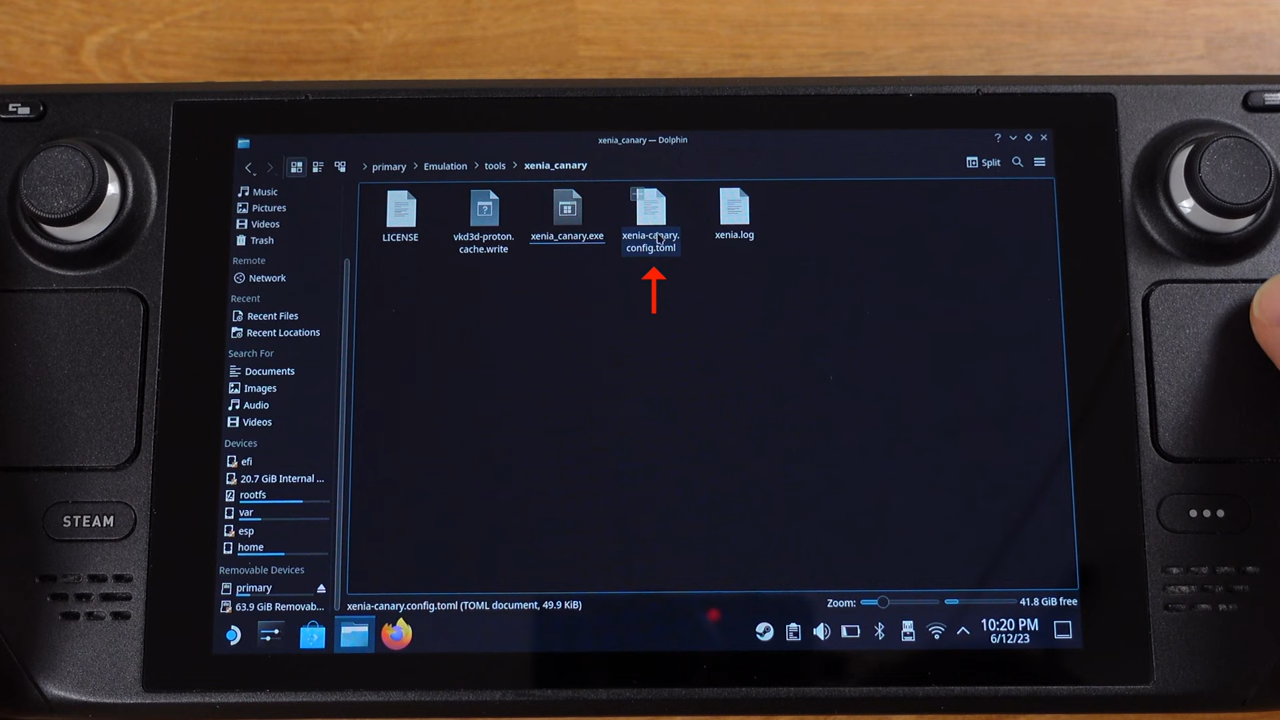 xenia_canary — Dolphin
> primary > Emulation > tools > xenia_canary
Split
Music
Pictures
Videos
Trash
Remote
Network
Recent
Recent Files
Recent Locations
Search For
Documents
Images
Audio
Videos
Devices
efi
20.7 GiB Internal ...
rootfs
var
esp
home
Removable Devices
primary
63.9 GiB Removab...
LICENSE
vkd3d-proton.
cache.write
xenia_canary.exe
xenia-canary.
config.toml
xenia.log
xenia-canary.config.toml (TOML document, 49.9 KiB)
Zoom:
41.8 GiB free
10:20 PM
6/12/23
STEAM